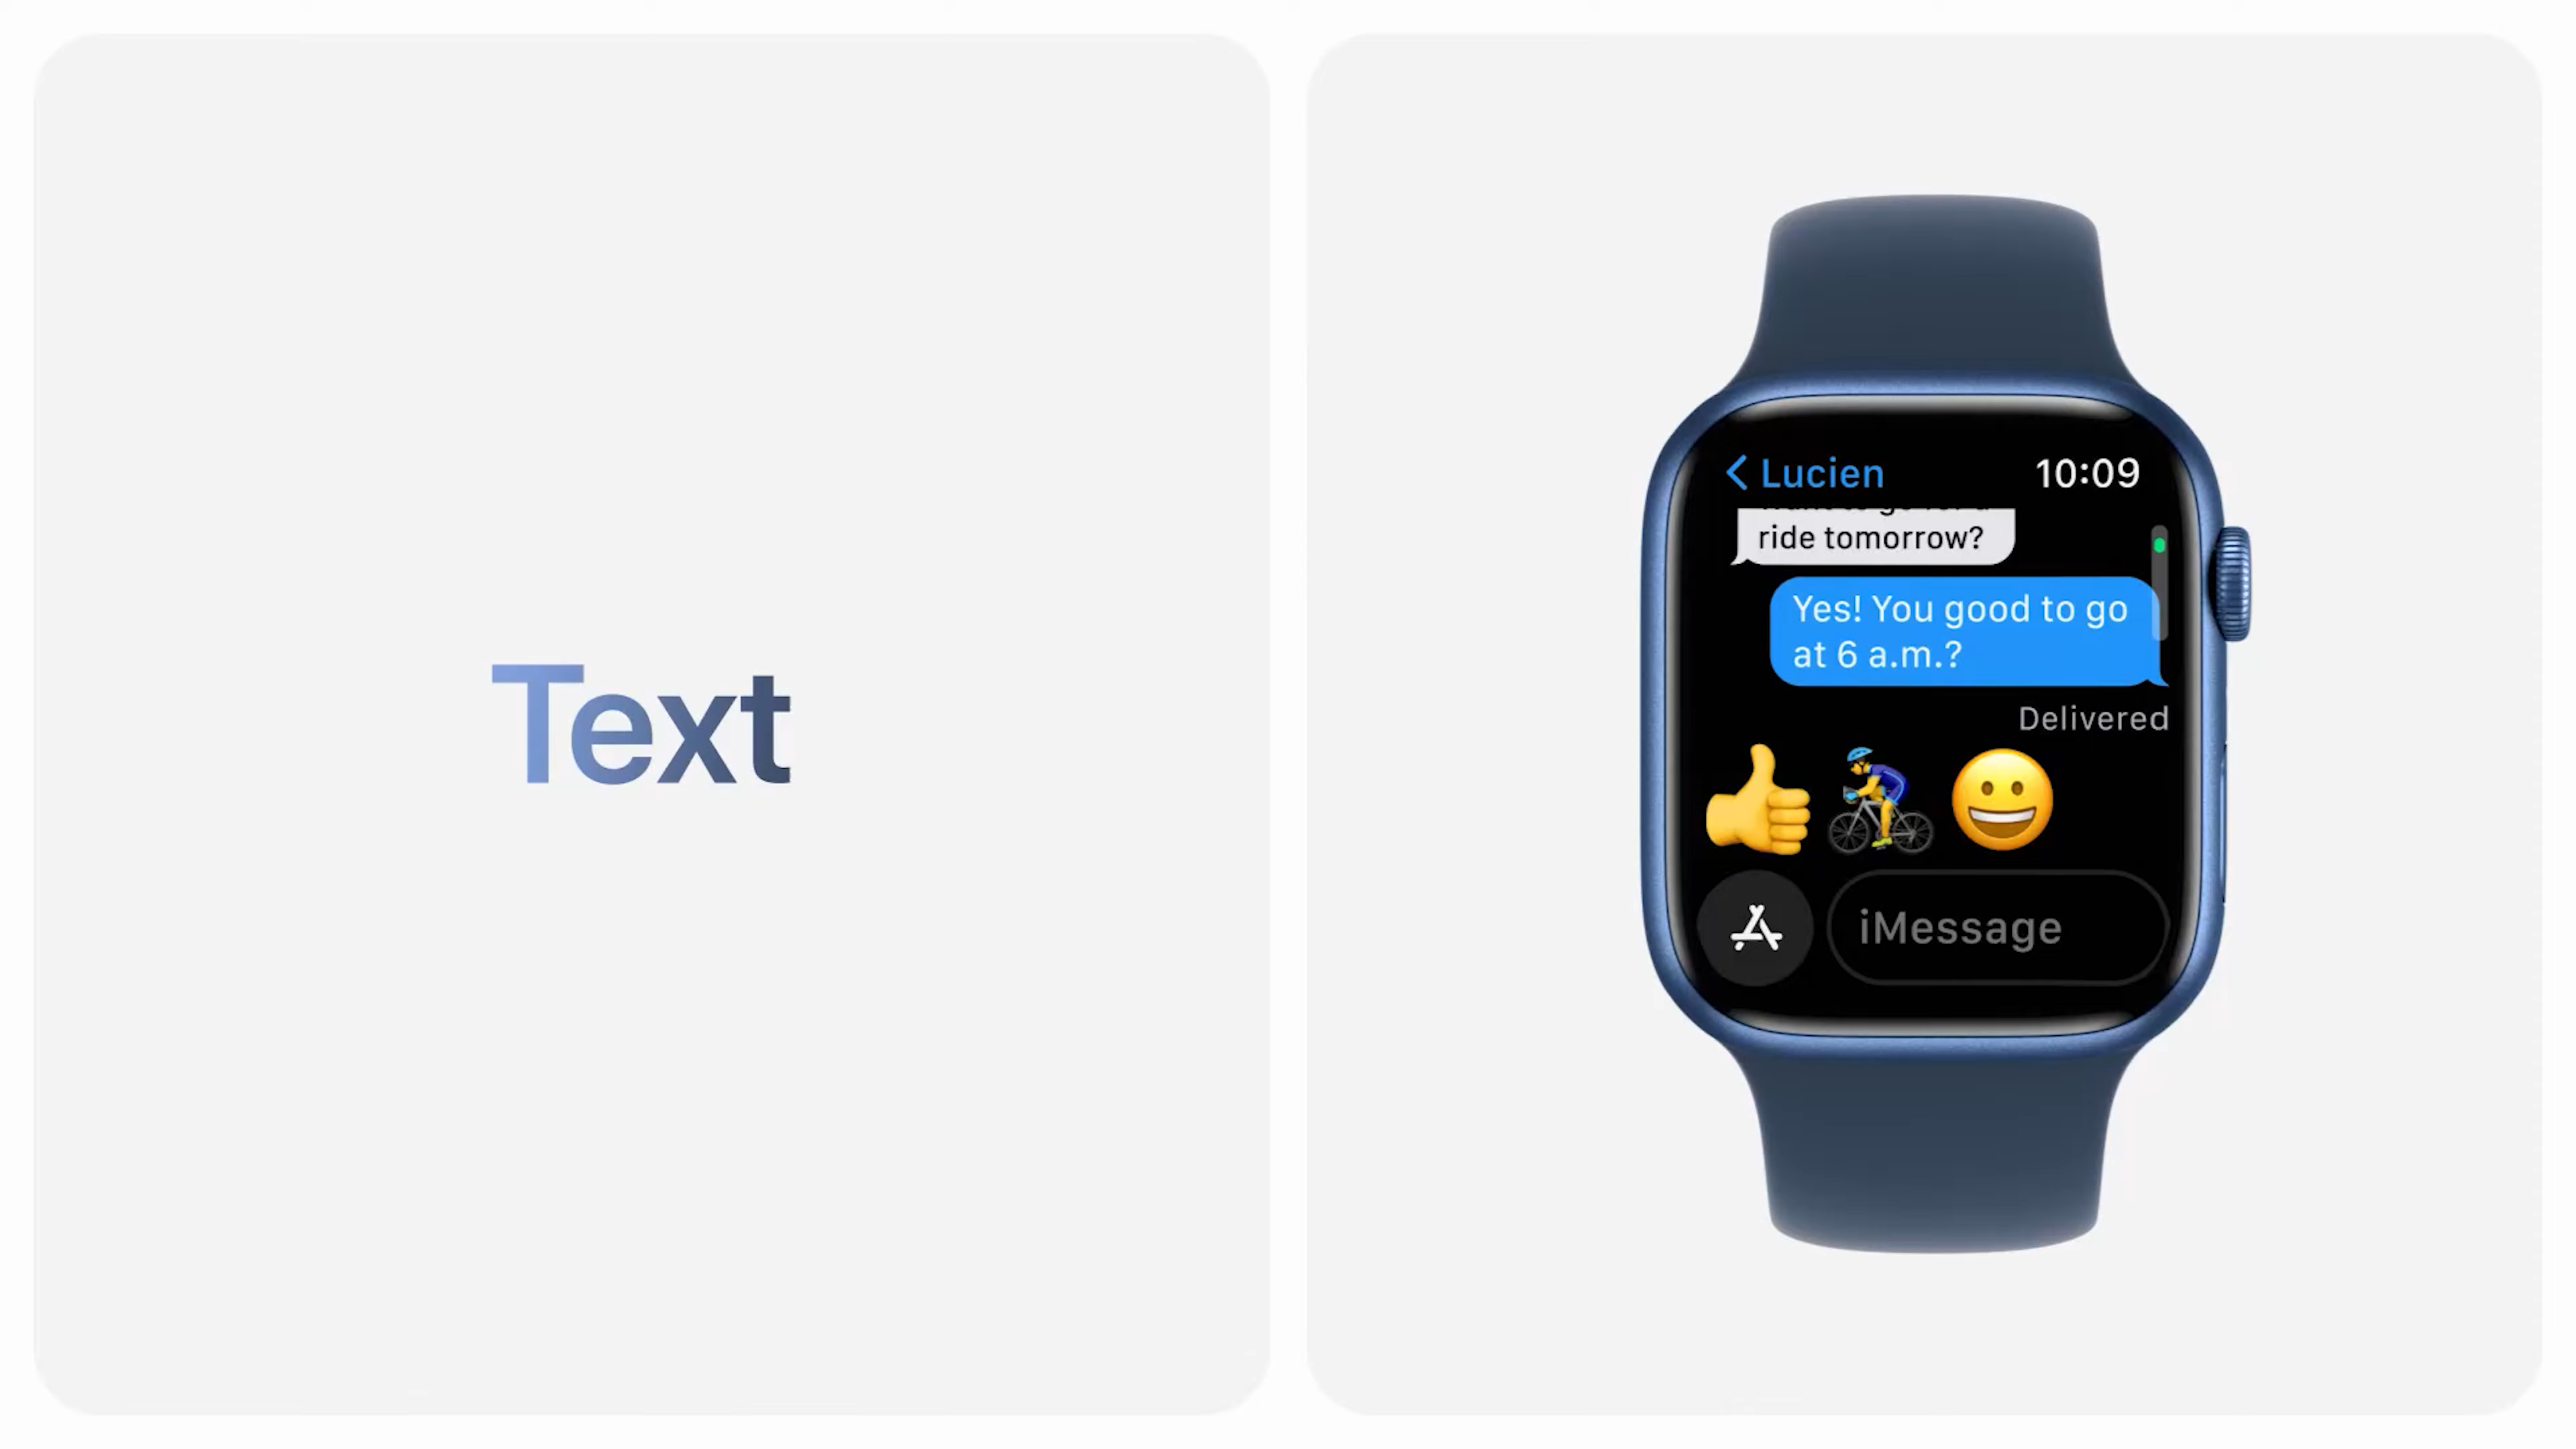 Text
Lucien
10:09
ride tomorrow?
Yes! You good to go
at 6 a.m.?
Delivered
iMessage